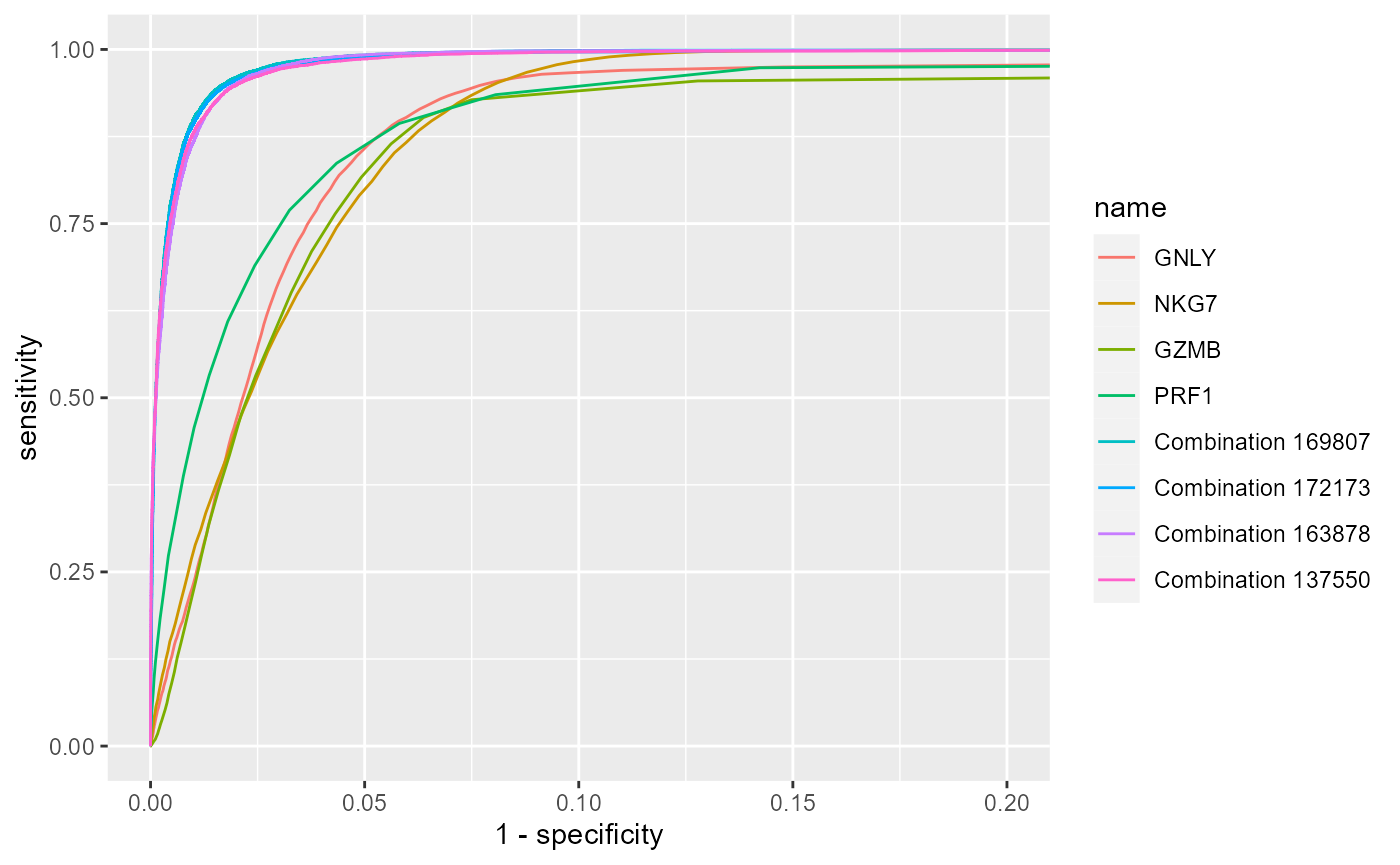 1.00
0.75
0.50
0.25
0.00
sensitivity
0.00 0.05 0.10 0.15 0.20
1 - specificity
name
GNLY
NKG7
GZMB
PRF1
Combination 169807
Combination 172173
Combination 163878
Combination 137550